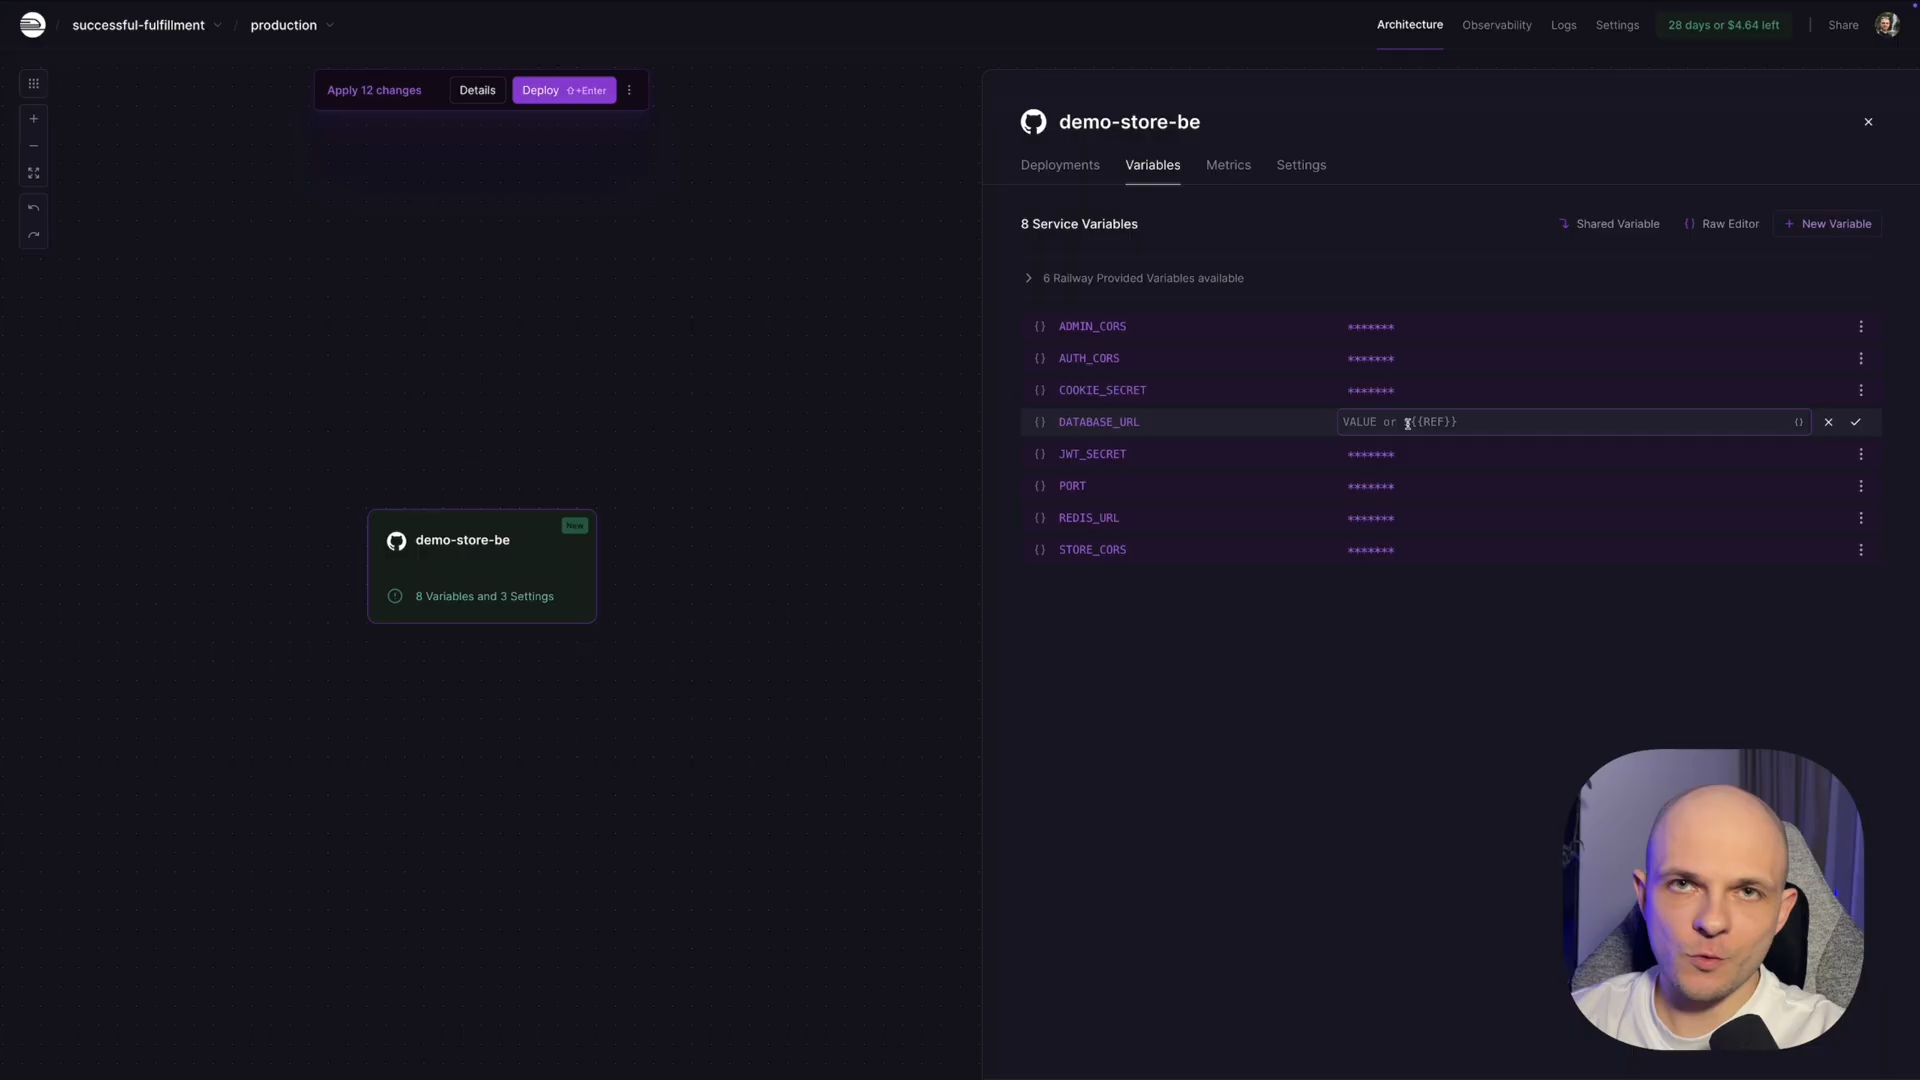 successful-fulfillment / production
Architecture Observability Logs Settings 28 days or $4.64 left Share
Apply 12 changes Details Deploy ⇧+Enter
demo-store-be
Deployments Variables Metrics Settings
8 Service Variables Shared Variable {} Raw Editor + New Variable
6 Railway Provided Variables available
{} ADMIN_CORS *******
{} AUTH_CORS *******
{} COOKIE_SECRET *******
{} DATABASE_URL VALUE or ${{REF}} {}
{} JWT_SECRET *******
{} PORT *******
{} REDIS_URL *******
{} STORE_CORS *******
New
demo-store-be
8 Variables and 3 Settings